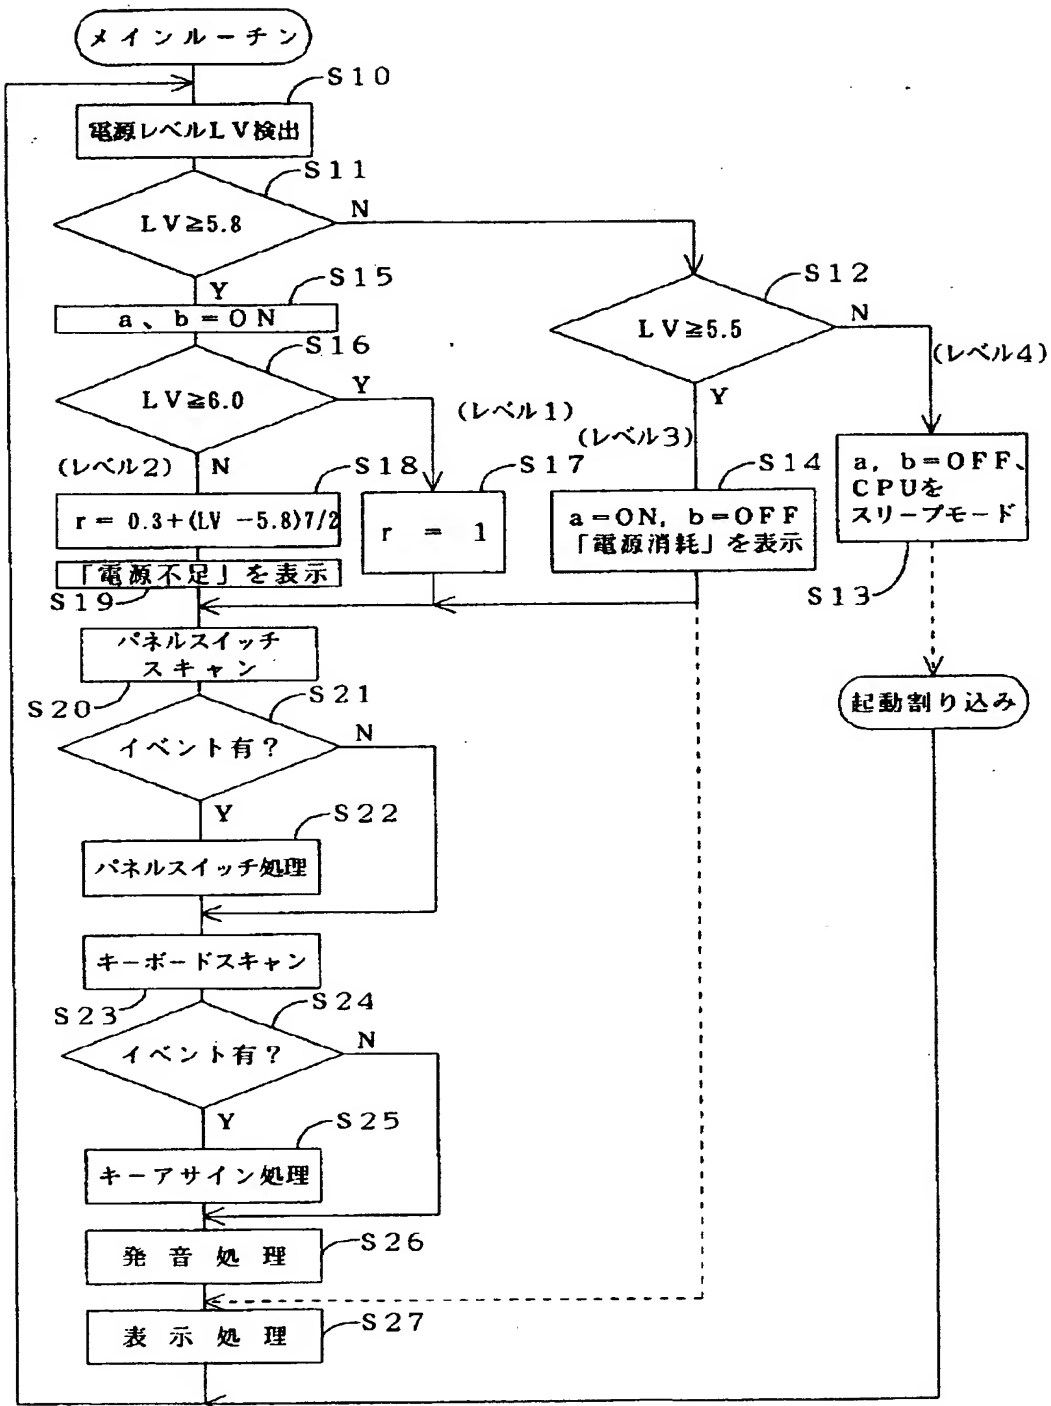 メインルーチン
S10
電源レベルLV検出
S11
LV≧5.8
N
Y
S15
a、b=ON
S16
LV≧6.0
Y
(レベル1)
(レベル2)
N
S18
r = 0.3+(LV -5.8)7/2
S17
r = 1
「電源不足」を表示
S19
S12
LV≧5.5
N
(レベル4)
Y
(レベル3)
S14
a=ON, b=OFF
「電源消耗」を表示
a, b=OFF、
CPUを
スリープモード
S13
起動割り込み
パネルスイッチ
スキャン
S20
S21
イベント有?
N
Y
S22
パネルスイッチ処理
キーボードスキャン
S23
S24
イベント有?
N
Y
S25
キーアサイン処理
発音処理
S26
表示処理
S27